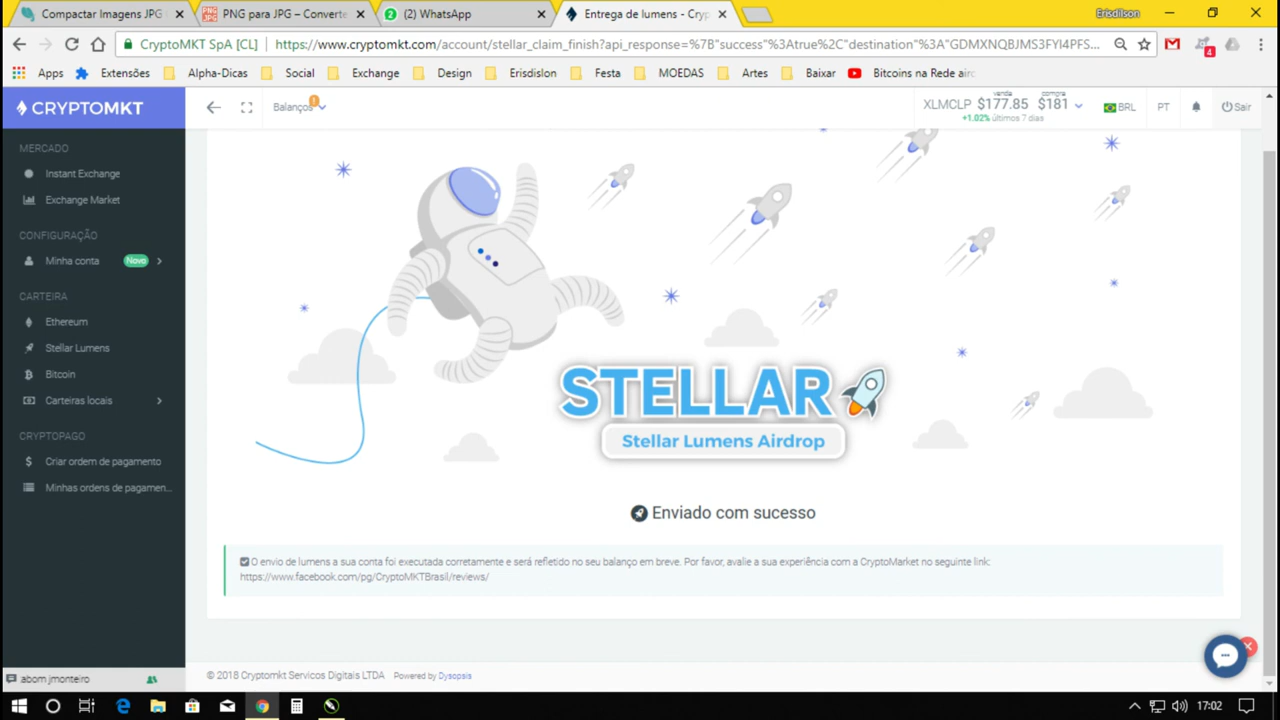 Compactar Imagens JPG
PNG para JPG – Converte
2 (2) WhatsApp
Entrega de lumens - Cryp
Erisdilson
CryptoMKT SpA [CL]
https://www.cryptomkt.com/account/stellar_claim_finish?api_response=%7B"success"%3Atrue%2C"destination"%3A"GDMXNQBJMS3FYI4PFS...
4
Apps
Extensões
Alpha-Dicas
Social
Exchange
Design
Erisdislon
Festa
MOEDAS
Artes
Baixar
Bitcoins na Rede airc
CRYPTOMKT
Balanços
venda compra
XLMCLP $177.85 $181
+1.02% últimos 7 dias
BRL
PT
Sair
MERCADO
Instant Exchange
Exchange Market
CONFIGURAÇÃO
Minha conta Novo
CARTEIRA
Ethereum
Stellar Lumens
Bitcoin
Carteiras locais
CRYPTOPAGO
Criar ordem de pagamento
Minhas ordens de pagamen...
STELLAR
Stellar Lumens Airdrop
Enviado com sucesso
O envio de lumens a sua conta foi executada corretamente e será refletido no seu balanço em breve. Por favor, avalie a sua experiência com a CryptoMarket no seguinte link:
https://www.facebook.com/pg/CryptoMKTBrasil/reviews/
© 2018 Cryptomkt Servicos Digitais LTDA Powered by Dysopsis
abom jmonteiro
17:02